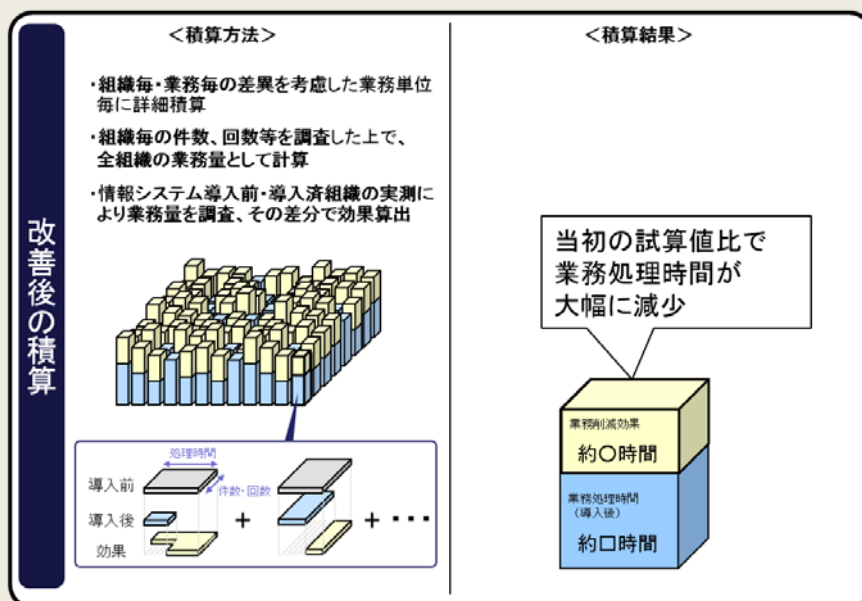 改善後の積算
<積算方法>
・組織毎・業務毎の差異を考慮した業務単位
毎に詳細積算
・組織毎の件数、回数等を調査した上で、
全組織の業務量として計算
・情報システム導入前・導入済組織の実測に
より業務量を調査、その差分で効果算出
処理時間
導入前
件数・回数
導入後
+
+ ・・・
効果
<積算結果>
当初の試算値比で
業務処理時間が
大幅に減少
業務削減効果
約〇時間
業務処理時間
(導入後)
約□時間